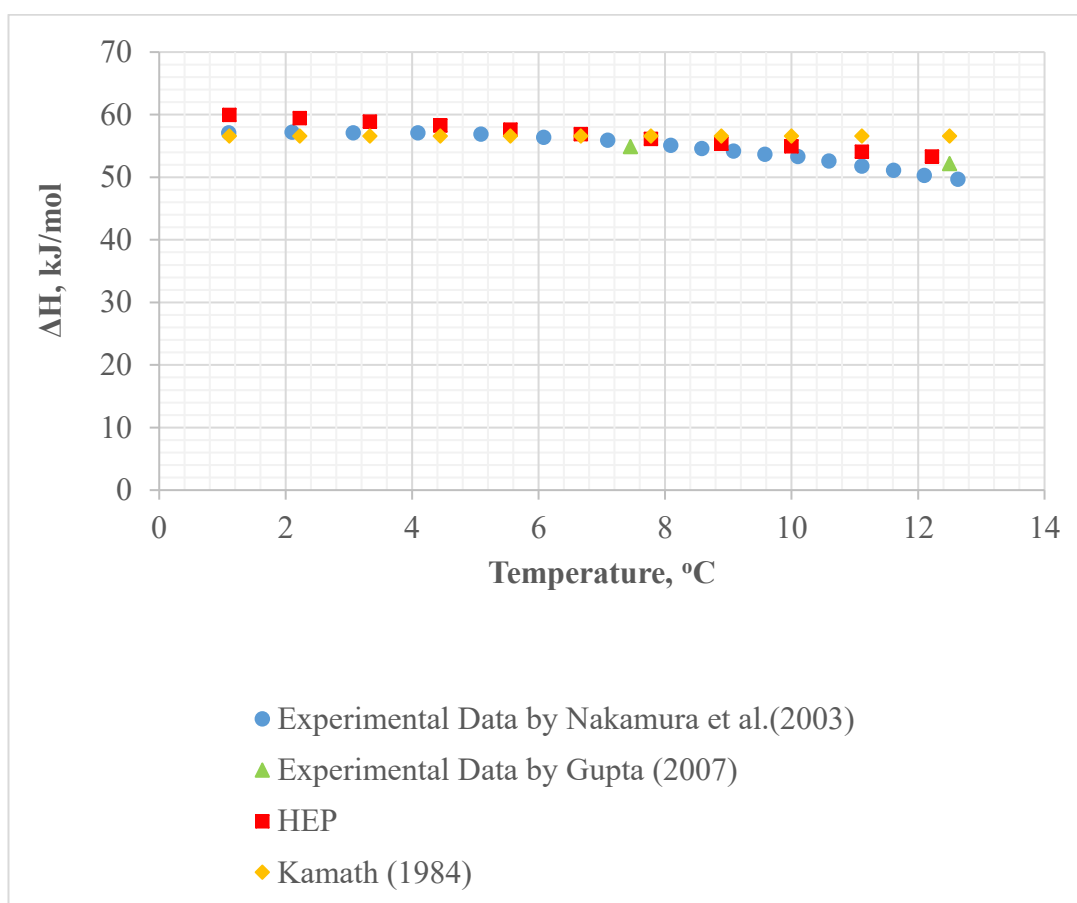 70
60
50
40
30
20
10
0
ΔH, kJ/mol
0 2 4 6 8 10 12 14
Temperature, ᵒC
Experimental Data by Nakamura et al.(2003)
Experimental Data by Gupta (2007)
HEP
Kamath (1984)